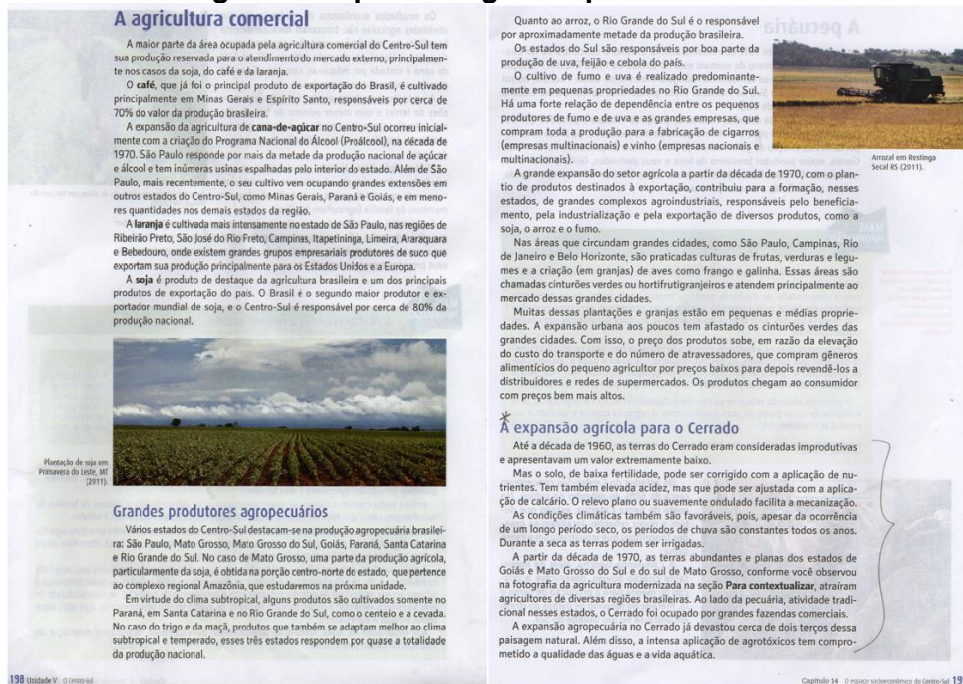 A agricultura comercial
A maior parte da área ocupada pela agricultura comercial do Centro-Sul tem
sua produção reservada para o atendimento do mercado externo, principalmen-
te nos casos da soja, do café e da laranja.
O café, que já foi o principal produto de exportação do Brasil, é cultivado
principalmente em Minas Gerais e Espírito Santo, responsáveis por cerca de
70% do valor da produção brasileira.
A expansão da agricultura de cana-de-açúcar no Centro-Sul ocorreu inicial-
mente com a criação do Programa Nacional do Álcool (Proálcool), na década de
1970. São Paulo responde por mais da metade da produção nacional de açúcar
e álcool e tem inúmeras usinas espalhadas pelo interior do estado. Além de São
Paulo, mais recentemente, o seu cultivo vem ocupando grandes extensões em
outros estados do Centro-Sul, como Minas Gerais, Paraná e Goiás, e em meno-
res quantidades nos demais estados da região.
A laranja é cultivada mais intensamente no estado de São Paulo, nas regiões de
Ribeirão Preto, São José do Rio Preto, Campinas, Itapetininga, Limeira, Araraquara
e Bebedouro, onde existem grandes grupos empresariais produtores de suco que
exportam sua produção principalmente para os Estados Unidos e a Europa.
A soja é produto de destaque da agricultura brasileira e um dos principais
produtos de exportação do país. O Brasil é o segundo maior produtor e ex-
portador mundial de soja, e o Centro-Sul é responsável por cerca de 80% da
produção nacional.
Plantação de soja em
Primavera do Leste, MT
(2011).
Grandes produtores agropecuários
Vários estados do Centro-Sul destacam-se na produção agropecuária brasilei-
ra: São Paulo, Mato Grosso, Mato Grosso do Sul, Goiás, Paraná, Santa Catarina
e Rio Grande do Sul. No caso de Mato Grosso, uma parte da produção agrícola,
particularmente da soja, é obtida na porção centro-norte do estado, que pertence
ao complexo regional Amazônia, que estudaremos na próxima unidade.
Em virtude do clima subtropical, alguns produtos são cultivados somente no
Paraná, em Santa Catarina e no Rio Grande do Sul, como o centeio e a cevada.
No caso do trigo e da maçã, produtos que também se adaptam melhor ao clima
subtropical e temperado, esses três estados respondem por quase a totalidade
da produção nacional.
198 Unidade V O Centro-Sul
Quanto ao arroz, o Rio Grande do Sul é o responsável
por aproximadamente metade da produção brasileira.
Os estados do Sul são responsáveis por boa parte da
produção de uva, feijão e cebola do país.
O cultivo de fumo e uva é realizado predominante-
mente em pequenas propriedades no Rio Grande do Sul.
Há uma forte relação de dependência entre os pequenos
produtores de fumo e de uva e as grandes empresas, que
compram toda a produção para a fabricação de cigarros
(empresas multinacionais) e vinho (empresas nacionais e
multinacionais).
Arrozal em Restinga
Secal RS (2011).
A grande expansão do setor agrícola a partir da década de 1970, com o plan-
tio de produtos destinados à exportação, contribuiu para a formação, nesses
estados, de grandes complexos agroindustriais, responsáveis pelo beneficia-
mento, pela industrialização e pela exportação de diversos produtos, como a
soja, o arroz e o fumo.
Nas áreas que circundam grandes cidades, como São Paulo, Campinas, Rio
de Janeiro e Belo Horizonte, são praticadas culturas de frutas, verduras e legu-
mes e a criação (em granjas) de aves como frango e galinha. Essas áreas são
chamadas cinturões verdes ou hortifrutigranjeiros e atendem principalmente ao
mercado dessas grandes cidades.
Muitas dessas plantações e granjas estão em pequenas e médias proprie-
dades. A expansão urbana aos poucos tem afastado os cinturões verdes das
grandes cidades. Com isso, o preço dos produtos sobe, em razão da elevação
do custo do transporte e do número de atravessadores, que compram gêneros
alimentícios do pequeno agricultor por preços baixos para depois revendê-los a
distribuidores e redes de supermercados. Os produtos chegam ao consumidor
com preços bem mais altos.
A expansão agrícola para o Cerrado
Até a década de 1960, as terras do Cerrado eram consideradas improdutivas
e apresentavam um valor extremamente baixo.
Mas o solo, de baixa fertilidade, pode ser corrigido com a aplicação de nu-
trientes. Tem também elevada acidez, mas que pode ser ajustada com a aplica-
ção de calcário. O relevo plano ou suavemente ondulado facilita a mecanização.
As condições climáticas também são favoráveis, pois, apesar da ocorrência
de um longo período seco, os períodos de chuva são constantes todos os anos.
Durante a seca as terras podem ser irrigadas.
A partir da década de 1970, as terras abundantes e planas dos estados de
Goiás e Mato Grosso do Sul e do sul de Mato Grosso, conforme você observou
na fotografia da agricultura modernizada na seção Para contextualizar, atraíram
agricultores de diversas regiões brasileiras. Ao lado da pecuária, atividade tradi-
cional nesses estados, o Cerrado foi ocupado por grandes fazendas comerciais.
A expansão agropecuária no Cerrado já devastou cerca de dois terços dessa
paisagem natural. Além disso, a intensa aplicação de agrotóxicos tem compro-
metido a qualidade das águas e a vida aquática.
Capítulo 14 O espaço socioeconômico do Centro-Sul 19